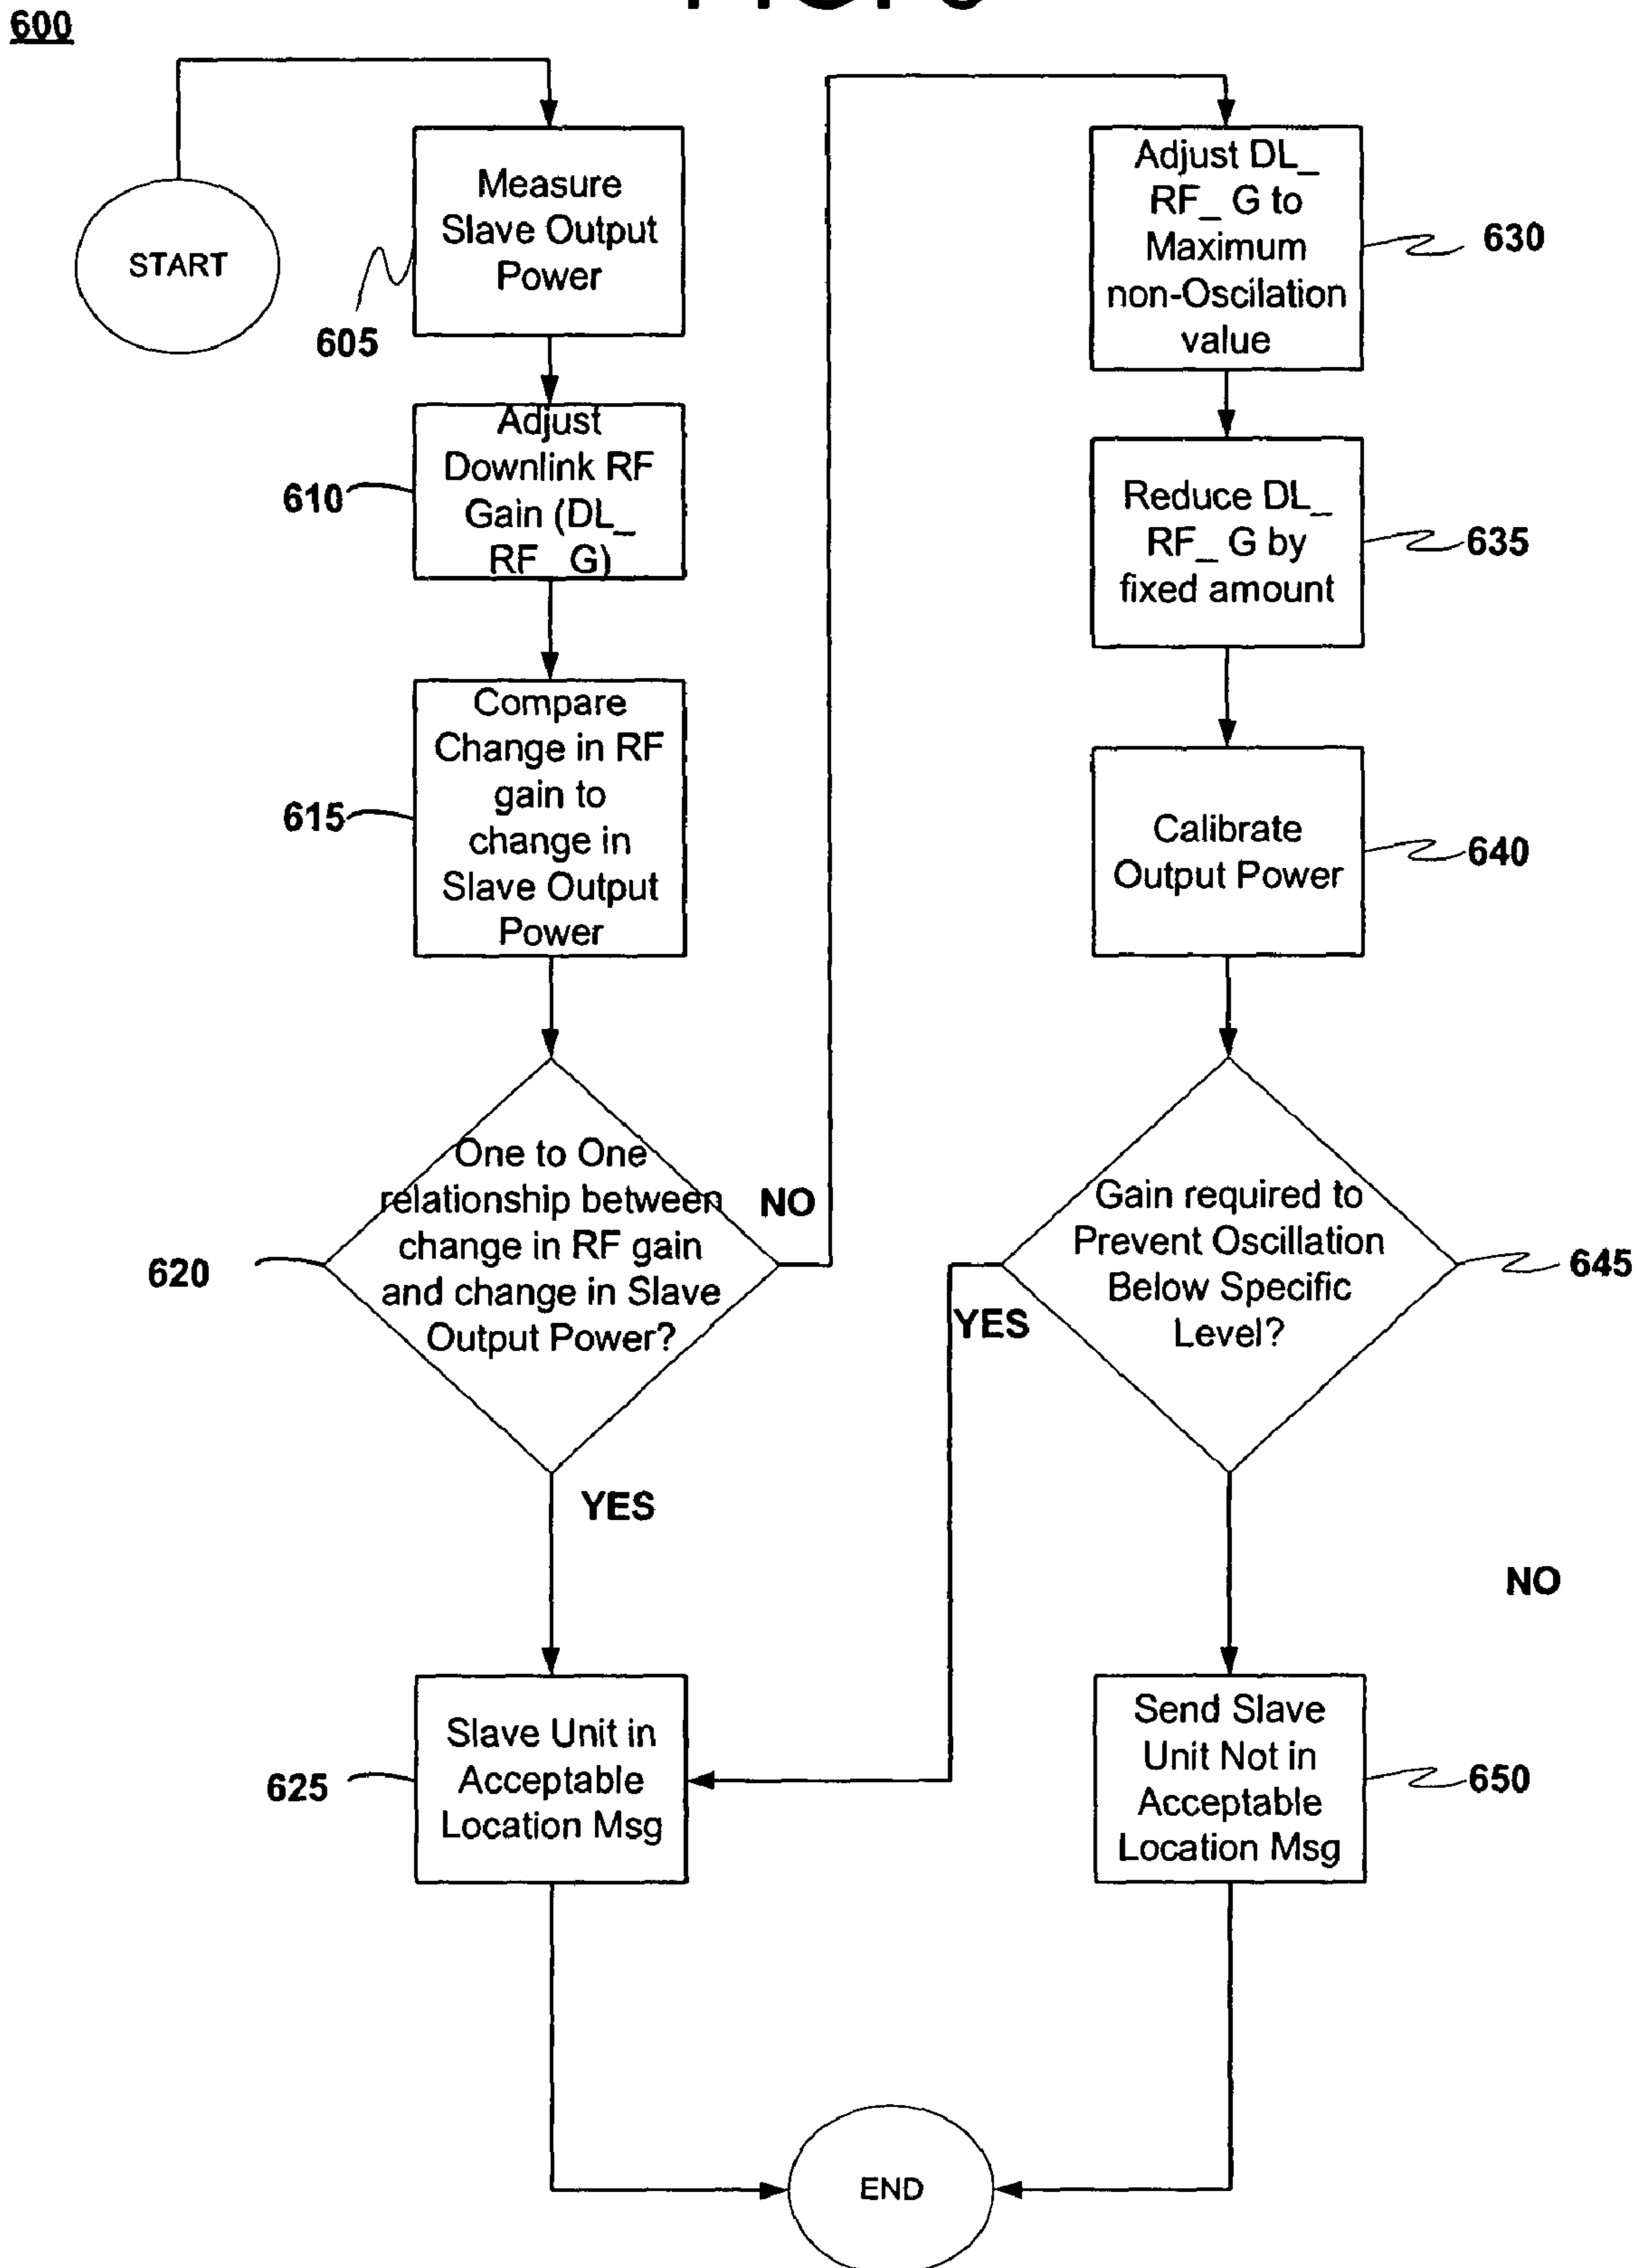 600
START
Measure
Slave Output
Power
605
Adjust
Downlink RF
Gain (DL_
RF_ G)
610
Compare
Change in RF
gain to
change in
Slave Output
Power
615
One to One
relationship between
change in RF gain
and change in Slave
Output Power?
620
NO
YES
Slave Unit in
Acceptable
Location Msg
625
Adjust DL_
RF_ G to
Maximum
non-Oscilation
value
630
Reduce DL_
RF_ G by
fixed amount
635
Calibrate
Output Power
640
Gain required to
Prevent Oscillation
Below Specific
Level?
645
YES
NO
Send Slave
Unit Not in
Acceptable
Location Msg
650
END